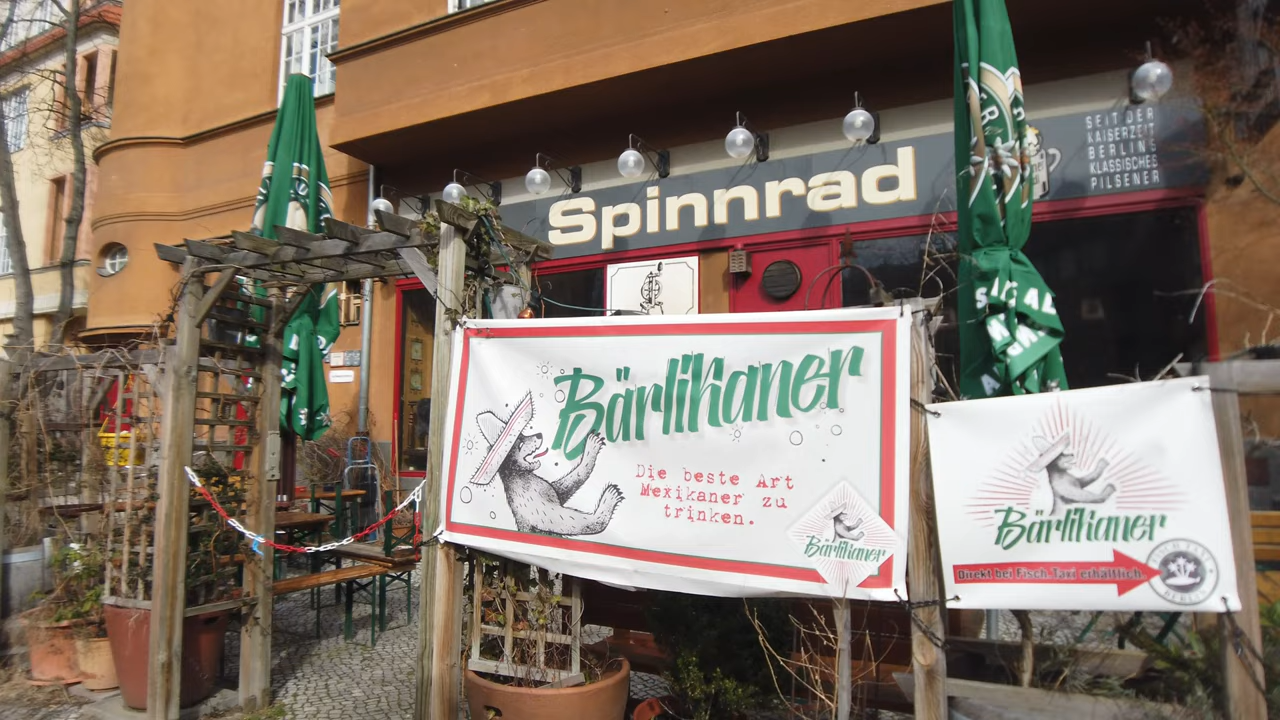 Spinnrad
SEIT DER
KAISERZEIT
BERLINS
KLASSISCHES
PILSENER
Bärlikaner
Die beste Art
Mexikaner zu
trinken.
Bärlikaner
Bärlikaner
Direkt bei Fisch-Taxi erhältlich.